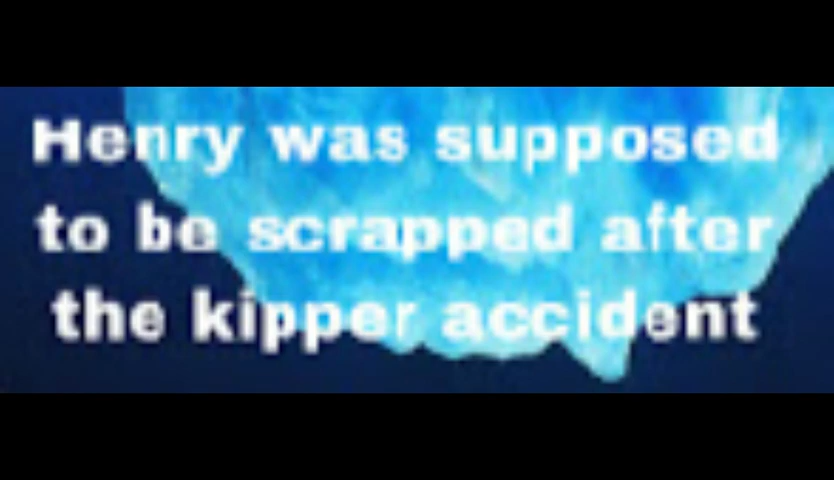 Henry was supposed
to be scrapped after
the kipper accident